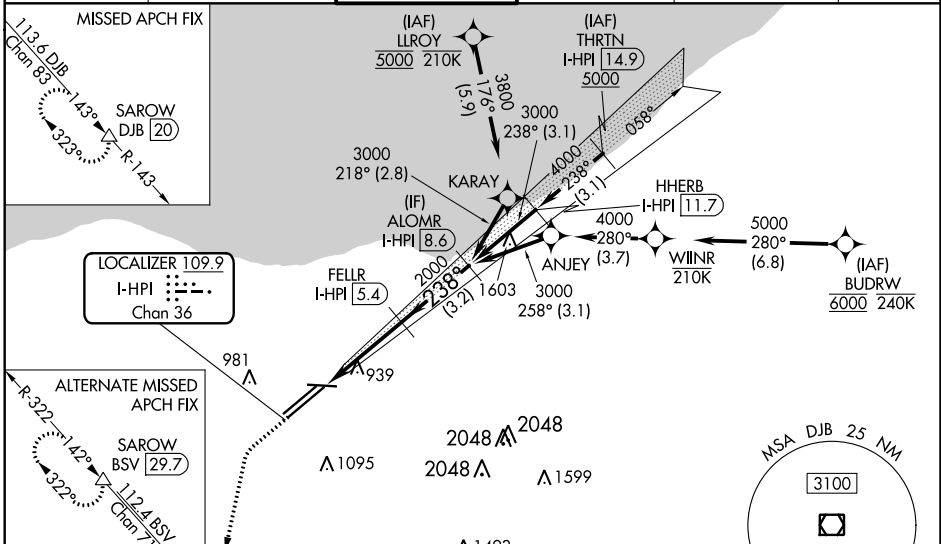 MISSED APCH FIX
113.6 DJB
Chan 83
143°
323°
SAROW
DJB 20
R-143
(IAF)
LLROY
5000 210K
3800
176°
(5.9)
(IAF)
THRTN
I-HPI 14.9
5000
058°
3000
238° (3.1)
4000
238°
(3.1)
3000
218° (2.8)
KARAY
HHERB
I-HPI 11.7
(IF)
ALOMR
I-HPI 8.6
4000
280°
(3.7)
5000
280°
(6.8)
ANJEY
WIINR
210K
(IAF)
BUDRW
6000 240K
LOCALIZER 109.9
I-HPI
Chan 36
FELLR
I-HPI 5.4
2000
238°
(3.2)
1603
3000
258° (3.1)
981
939
ALTERNATE MISSED
APCH FIX
R-322
142°
322°
SAROW
BSV 29.7
112.4 BSV
2048
2048
2048
1095
1599
MSA DJB 25 NM
3100